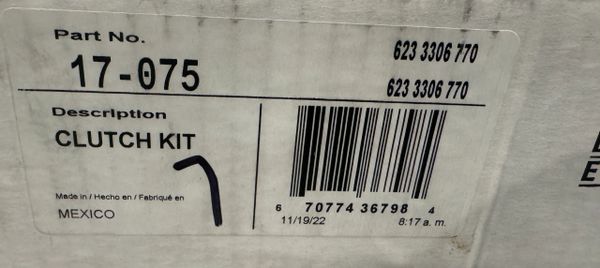 Part No.
17-075
623 3306 770
623 3306 770
Description
CLUTCH KIT
Made in / Hecho en / Fabriqué en
MEXICO
6 70774 36798 4
11/19/22 8:17 a. m.